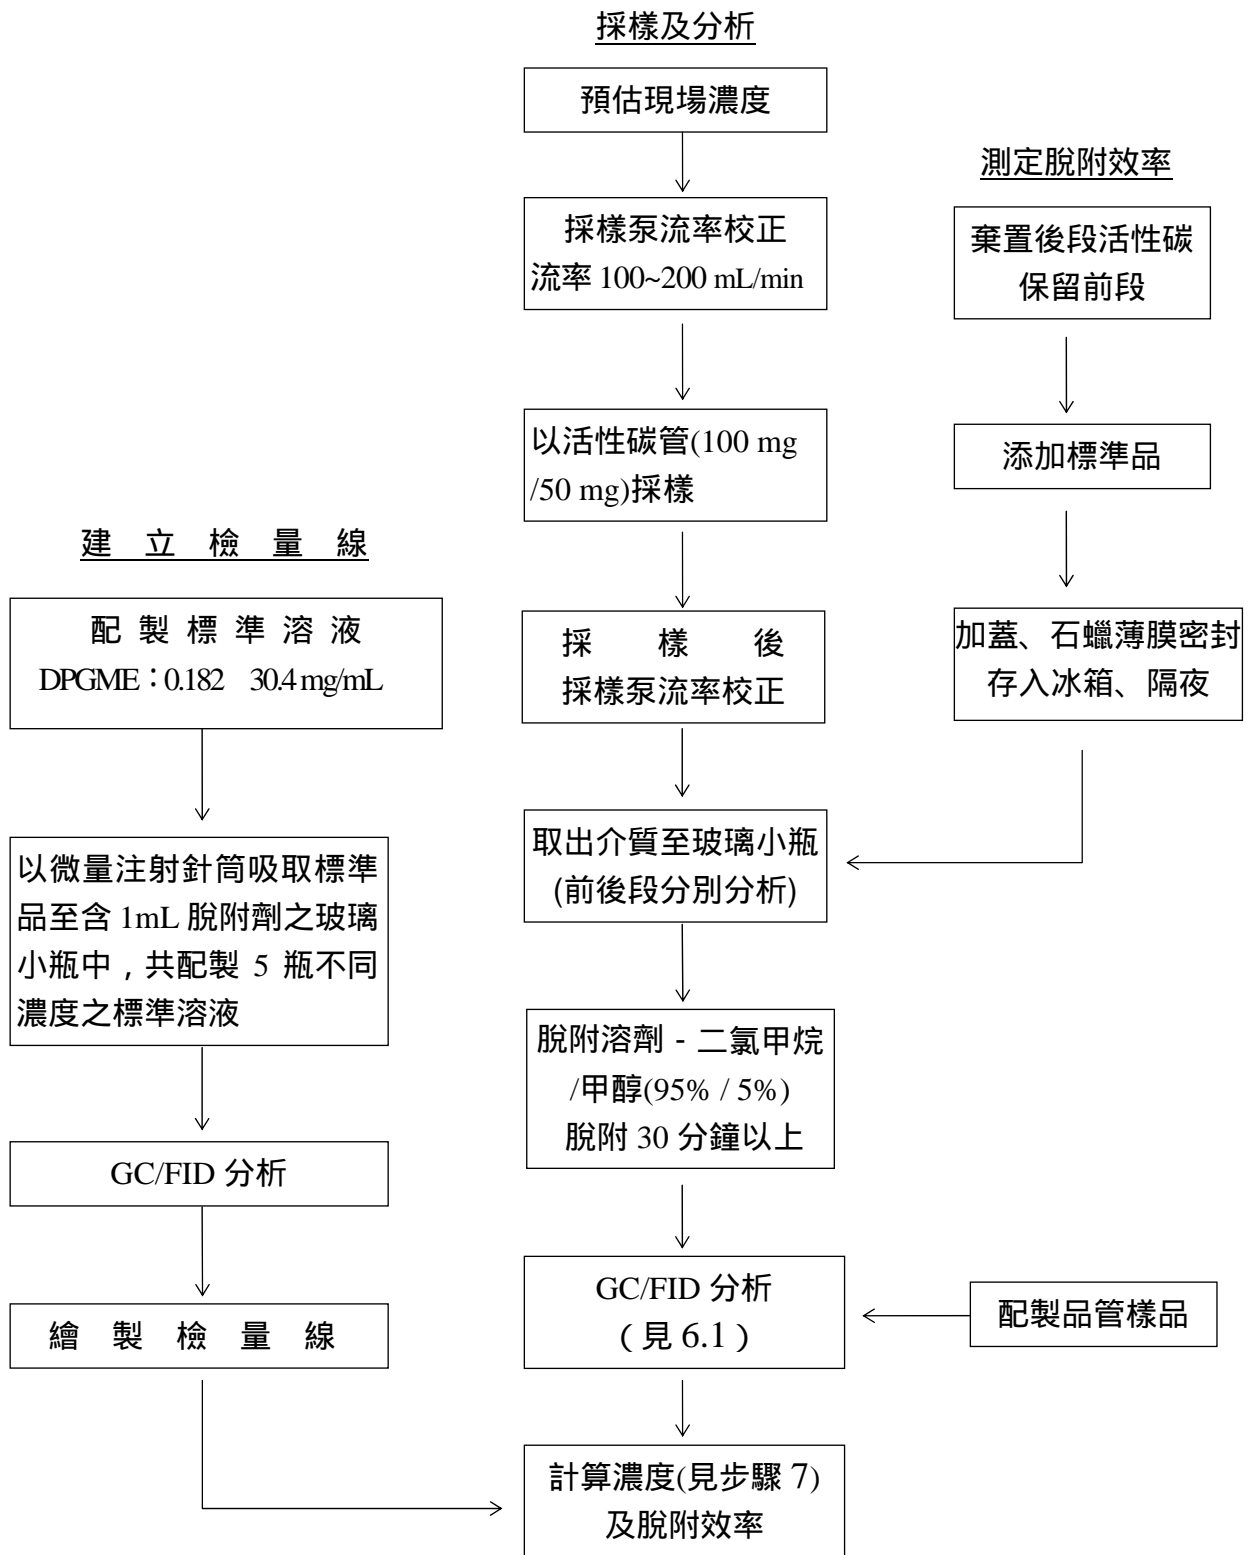 採樣及分析
預估現場濃度
採樣泵流率校正
流率 100~200 mL/min
以活性碳管(100 mg
/50 mg)採樣
採樣後
採樣泵流率校正
取出介質至玻璃小瓶
(前後段分別分析)
脫附溶劑 - 二氯甲烷
/甲醇(95% / 5%)
脫附 30 分鐘以上
GC/FID 分析
(見 6.1)
計算濃度(見步驟 7)
及脫附效率
測定脫附效率
棄置後段活性碳
保留前段
添加標準品
加蓋、石蠟薄膜密封
存入冰箱、隔夜
配製品管樣品
建立檢量線
配製標準溶液
DPGME:0.182 30.4 mg/mL
以微量注射針筒吸取標準
品至含 1mL 脫附劑之玻璃
小瓶中,共配製 5 瓶不同
濃度之標準溶液
GC/FID 分析
繪製檢量線